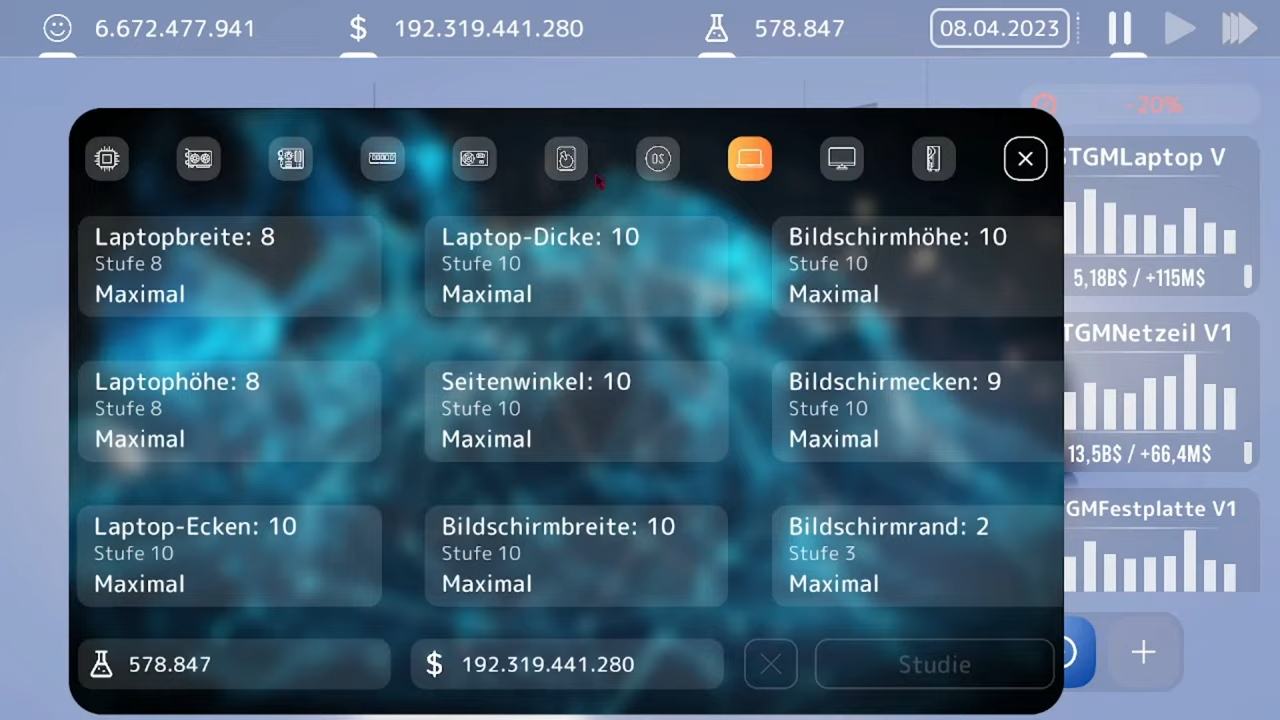 6.672.477.941
$ 192.319.441.280
578.847
08.04.2023
-20%
OS
TGMLaptop V
5,18B$ / +115M$
TGMNetzeil V1
13,5B$ / +66,4M$
GMFestplatte V1
Laptopbreite: 8
Stufe 8
Maximal
Laptop-Dicke: 10
Stufe 10
Maximal
Bildschirmhöhe: 10
Stufe 10
Maximal
Laptophöhe: 8
Stufe 8
Maximal
Seitenwinkel: 10
Stufe 10
Maximal
Bildschirmecken: 9
Stufe 10
Maximal
Laptop-Ecken: 10
Stufe 10
Maximal
Bildschirmbreite: 10
Stufe 10
Maximal
Bildschirmrand: 2
Stufe 3
Maximal
578.847
$ 192.319.441.280
Studie